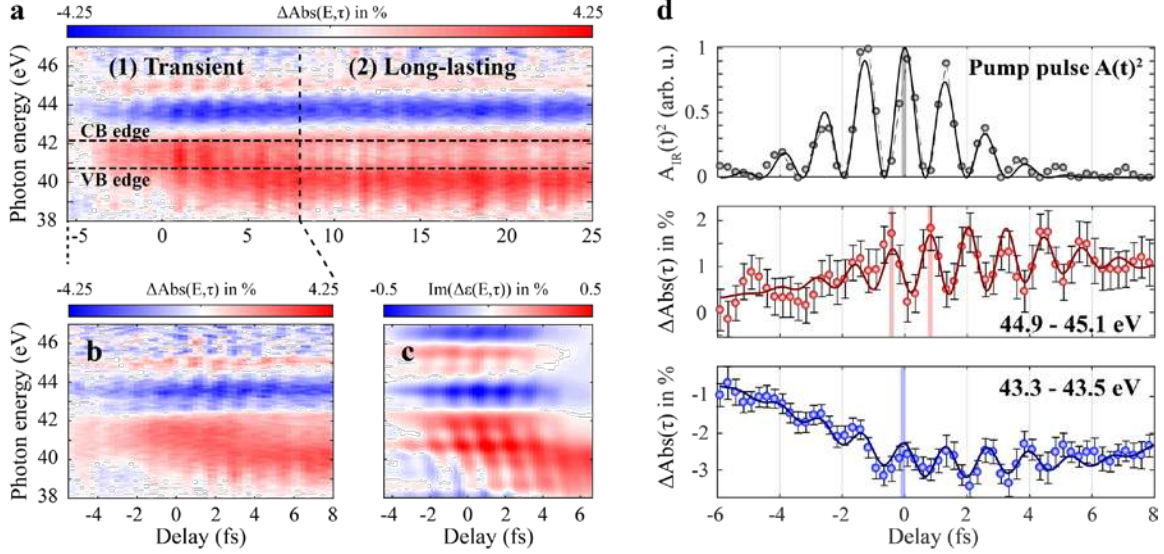 a
-4.25 ΔAbs(E,τ) in % 4.25
Photon energy (eV)
46
44
42
40
38
(1) Transient
(2) Long-lasting
CB edge
VB edge
-5 0 5 10 15 20 25
-4.25 ΔAbs(E,τ) in % 4.25
Photon energy (eV)
46
44
42
40
38
b
-4 -2 0 2 4 6 8
Delay (fs)
-0.5 Im(Δε(E,τ)) in % 0.5
c
-4 -2 0 2 4 6
Delay (fs)
d
A_IR(t)² (arb. u.)
1
0.5
0
Pump pulse A(t)²
ΔAbs(τ) in %
2
1
0
44.9 - 45.1 eV
ΔAbs(τ) in %
-1
-2
-3
43.3 - 43.5 eV
-6 -4 -2 0 2 4 6 8
Delay (fs)